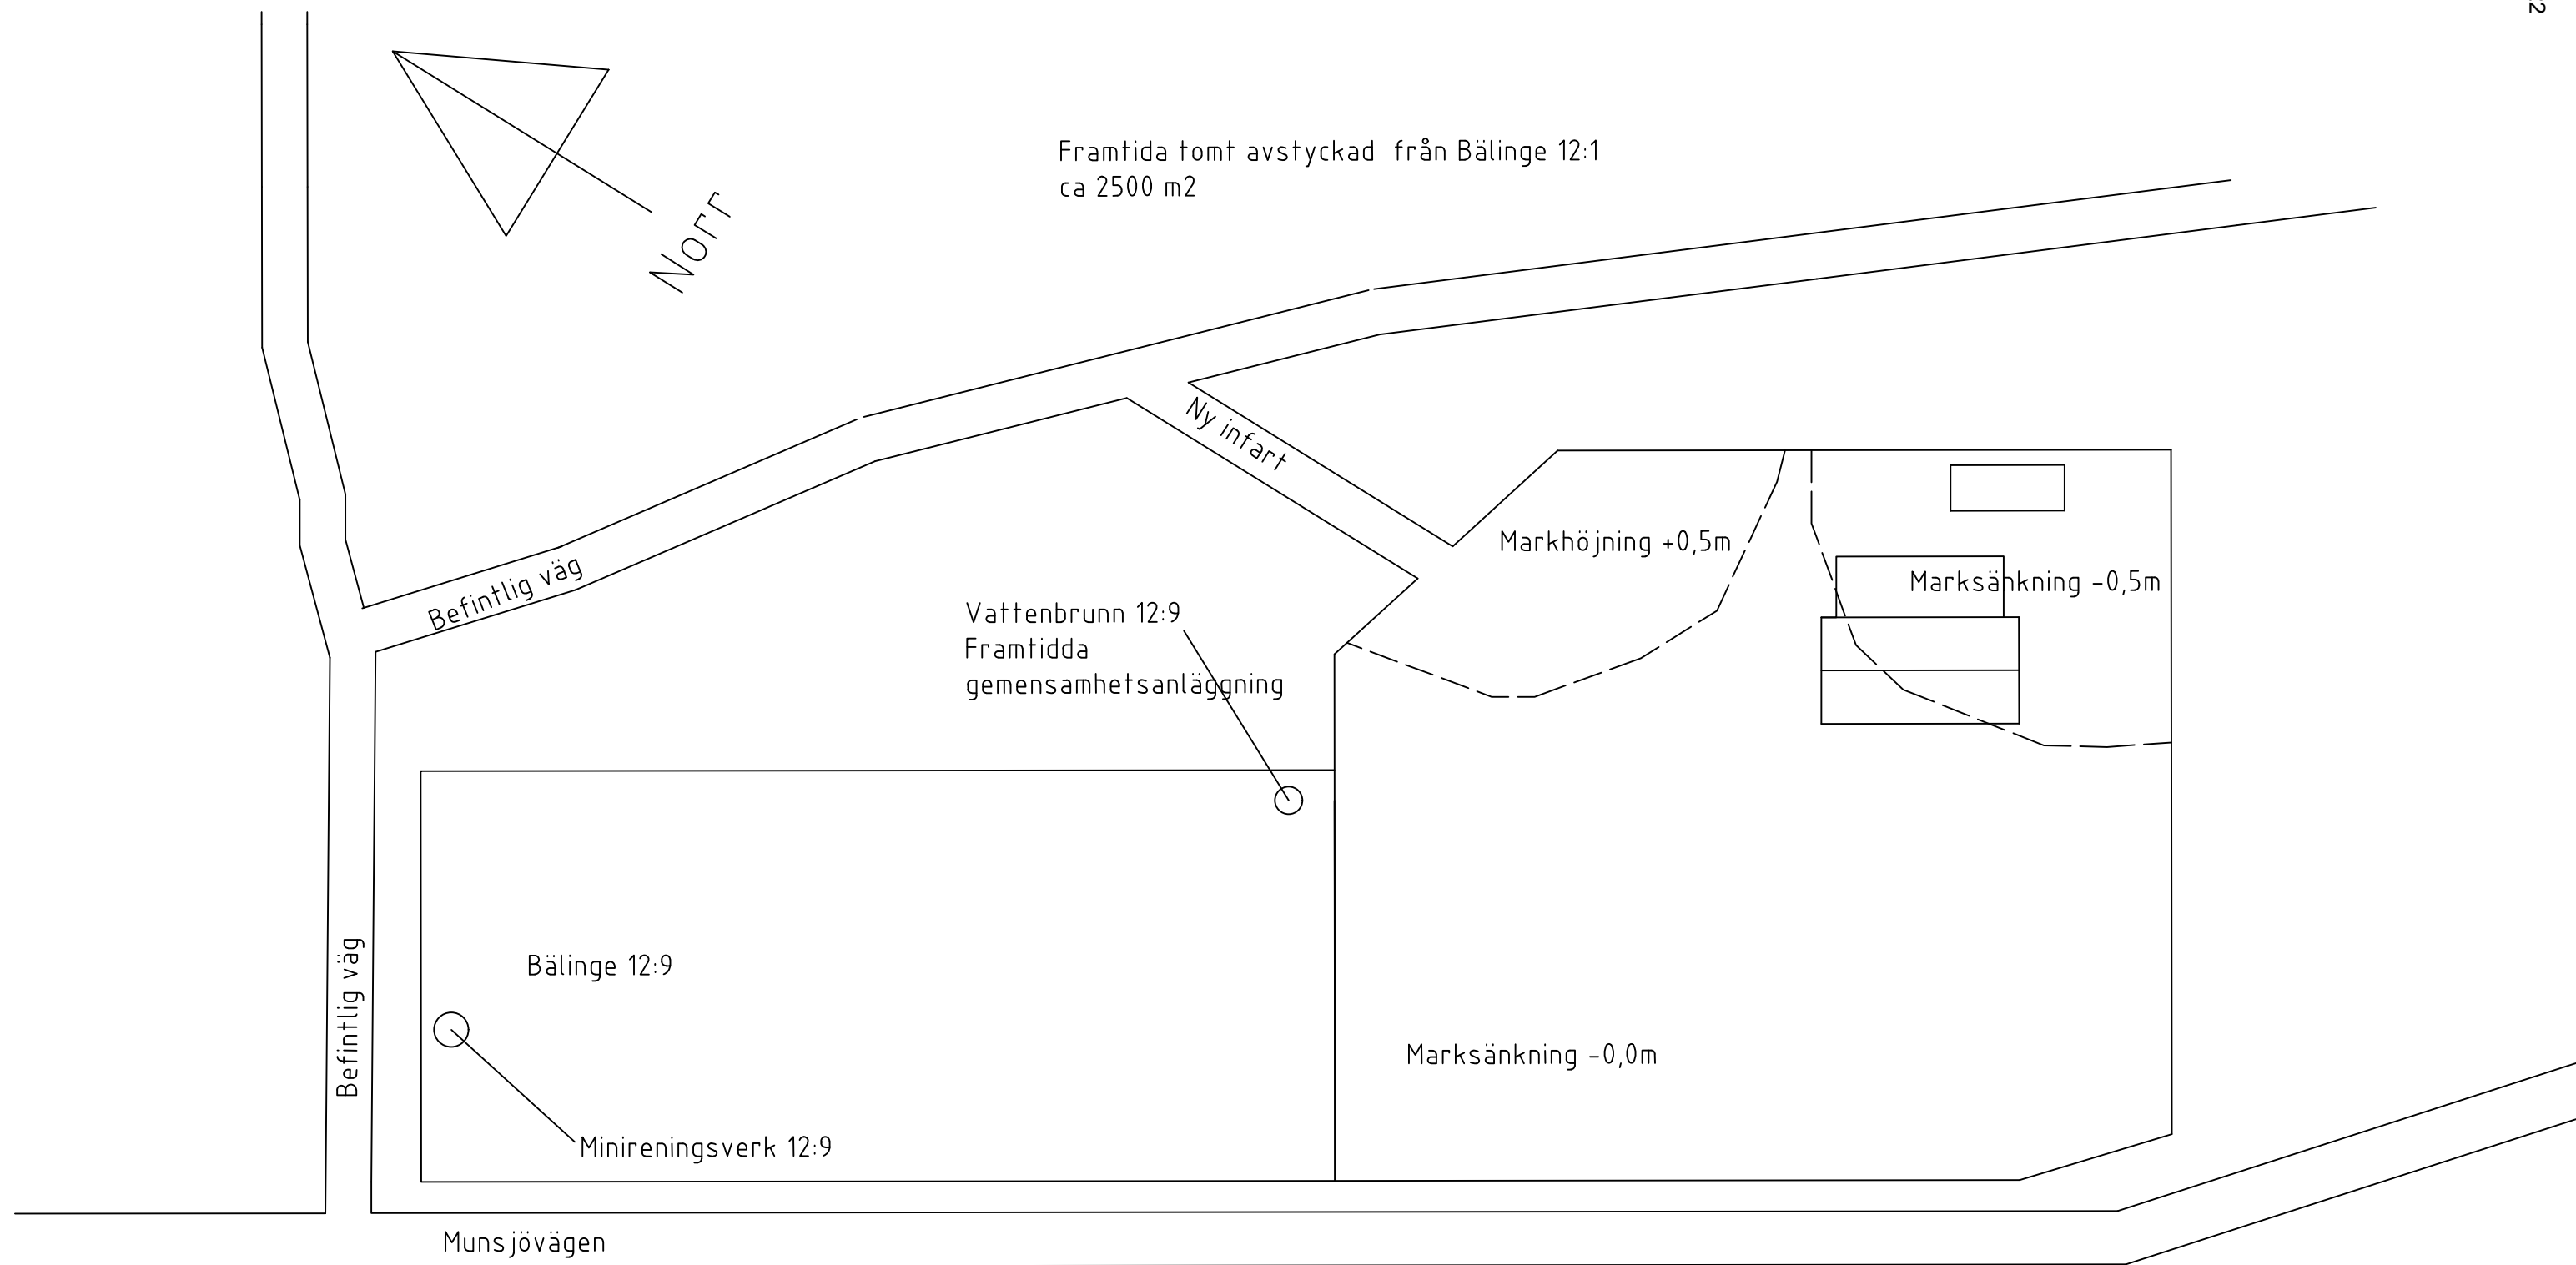 2
Framtida tomt avstyckad från Bälinge 12:1
ca 2500 m2
Norr
Ny infart
Markhöjning +0,5m
Marksänkning -0,5m
Befintlig väg
Vattenbrunn 12:9
Framtidda
gemensamhetsanläggning
Bälinge 12:9
Befintlig väg
Marksänkning -0,0m
Minireningsverk 12:9
Munsjövägen